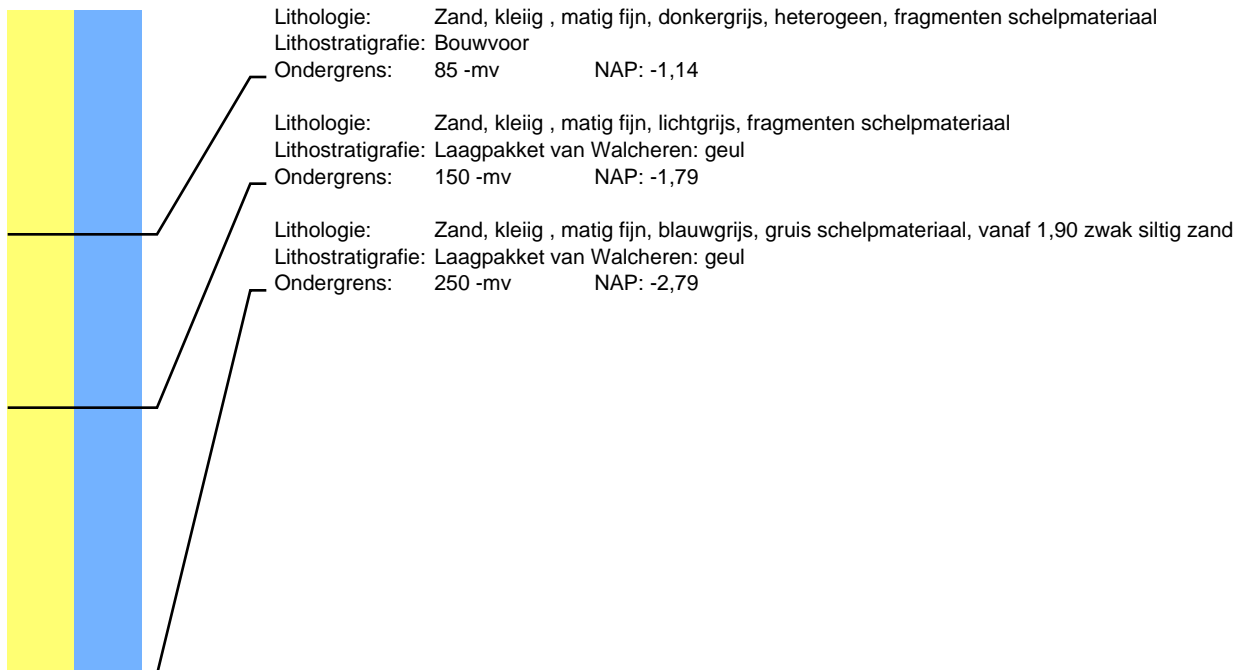 Lithologie: Zand, kleiig , matig fijn, donkergrijs, heterogeen, fragmenten schelpmateriaal
Lithostratigrafie: Bouwvoor
Ondergrens: 85 -mv NAP: -1,14
Lithologie: Zand, kleiig , matig fijn, lichtgrijs, fragmenten schelpmateriaal
Lithostratigrafie: Laagpakket van Walcheren: geul
Ondergrens: 150 -mv NAP: -1,79
Lithologie: Zand, kleiig , matig fijn, blauwgrijs, gruis schelpmateriaal, vanaf 1,90 zwak siltig zand
Lithostratigrafie: Laagpakket van Walcheren: geul
Ondergrens: 250 -mv NAP: -2,79